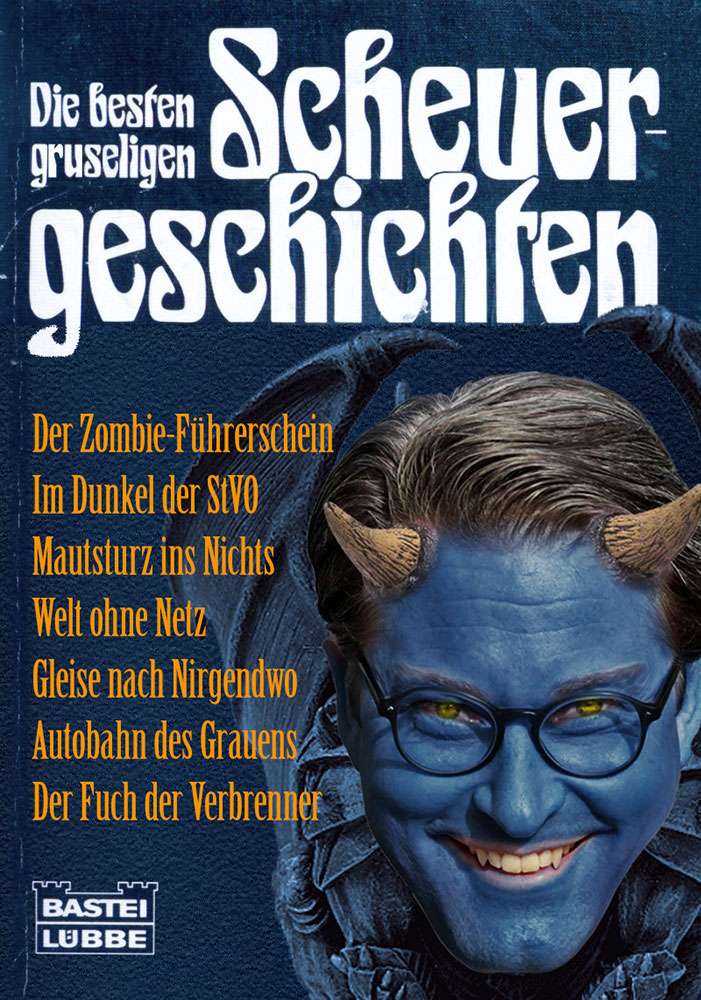 Die besten
gruseligen
Scheuer-
geschichten
Der Zombie-Führerschein
Im Dunkel der StVO
Mautsturz ins Nichts
Welt ohne Netz
Gleise nach Nirgendwo
Autobahn des Grauens
Der Fuch der Verbrenner
BASTEI
LÜBBE